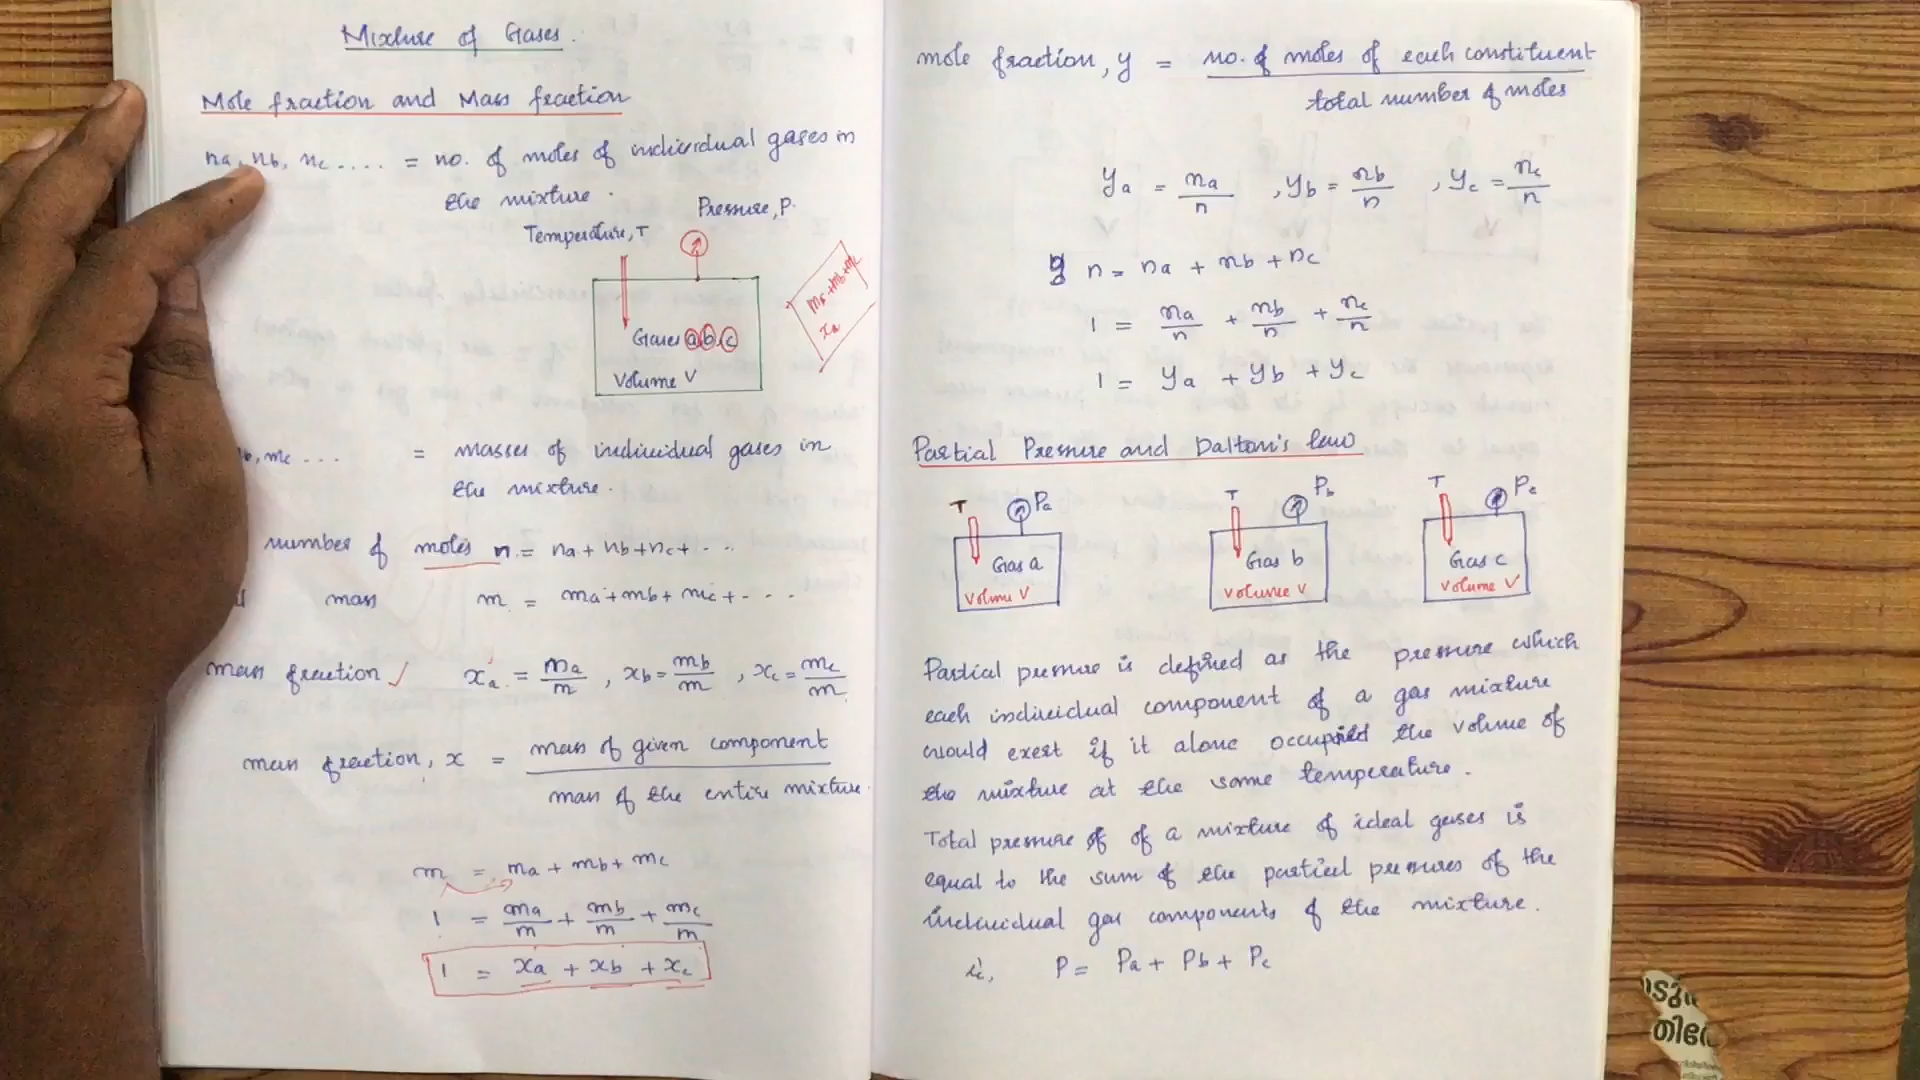 Mixture of Gases.
Mole fraction and Mass fraction
na, nb, nc .... = no. of moles of individual gases in
the mixture.
Pressure, P.
Temperature, T
Gases a, b, c
Volume V
ma+mb+mc
xa
b, mc ... = masses of individual gases in
the mixture.
number of moles n = na + nb + nc + ...
mass m = ma + mb + mc + ...
mass fraction ✓ xa = ma/m , xb = mb/m , xc = mc/m
mass fraction, x = mass of given component
mass of the entire mixture.
m = ma + mb + mc
1 = ma/m + mb/m + mc/m
1 = xa + xb + xc
mole fraction, y = no. of moles of each constituent
total number of moles
ya = na/n , yb = nb/n , yc = nc/n
n = na + nb + nc
1 = na/n + nb/n + nc/n
1 = ya + yb + yc
Partial Pressure and Dalton's law
T Pa T Pb T Pc
Gas a Gas b Gas c
Volume V Volume V Volume V
Partial pressure is defined as the pressure which
each individual component of a gas mixture
would exert if it alone occupied the volume of
the mixture at the same temperature.
Total pressure of of a mixture of ideal gases is
equal to the sum of the partial pressures of the
individual gas components of the mixture.
ie, P = Pa + Pb + Pc